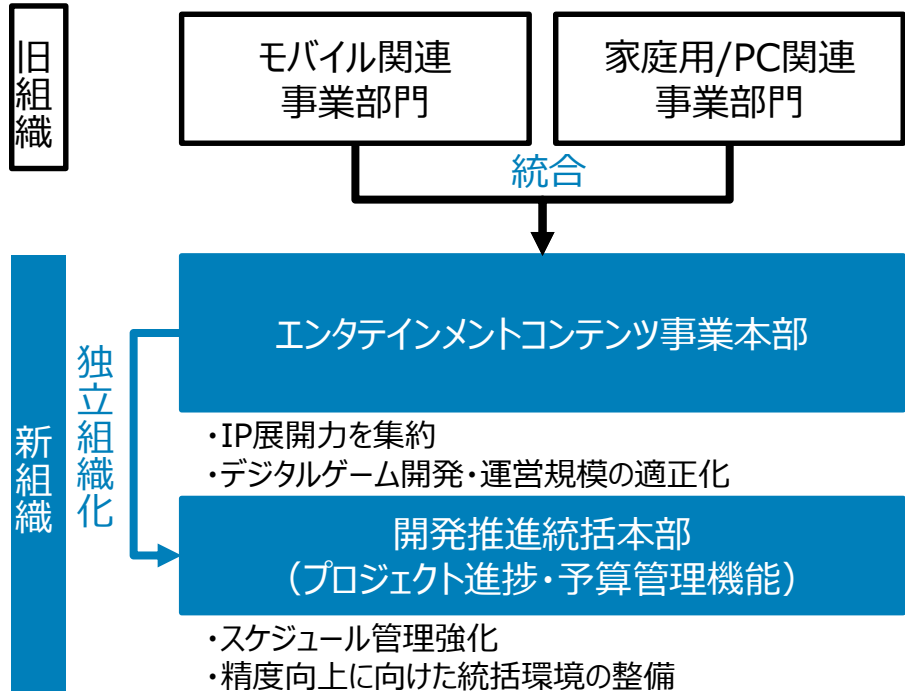 旧組織
モバイル関連
事業部門
家庭用/PC関連
事業部門
統合
新組織
独立組織化
エンタテインメントコンテンツ事業本部
・IP展開力を集約
・デジタルゲーム開発・運営規模の適正化
開発推進統括本部
（プロジェクト進捗・予算管理機能）
・スケジュール管理強化
・精度向上に向けた統括環境の整備